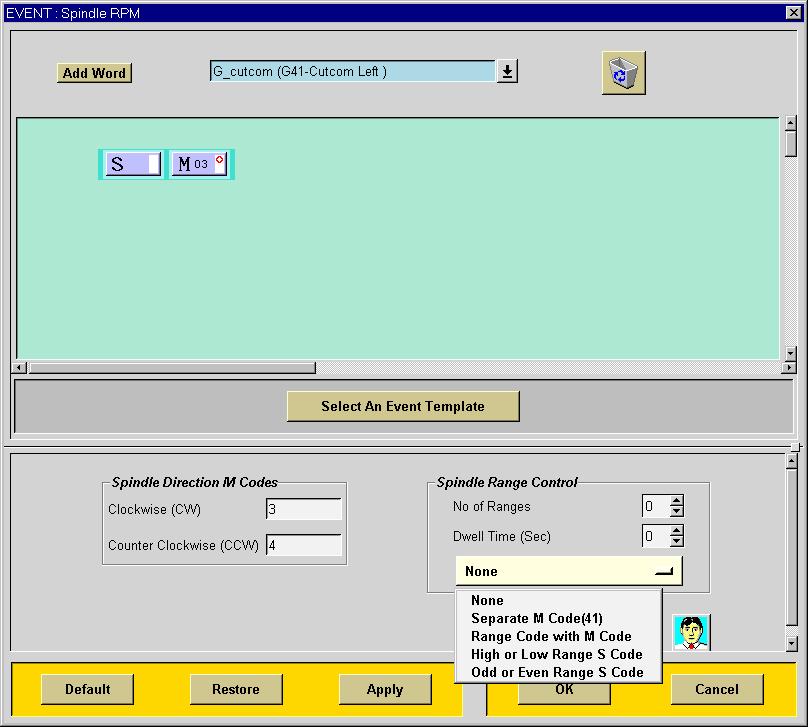 EVENT : Spindle RPM
Add Word
G_cutcom (G41-Cutcom Left )
S
M 03
Select An Event Template
Spindle Direction M Codes
Clockwise (CW)
3
Counter Clockwise (CCW)
4
Spindle Range Control
No of Ranges
0
Dwell Time (Sec)
0
None
None
Separate M Code(41)
Range Code with M Code
High or Low Range S Code
Odd or Even Range S Code
Default
Restore
Apply
OK
Cancel